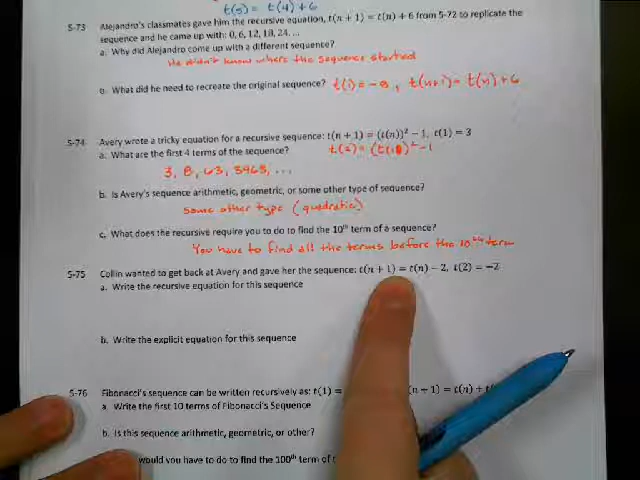 t(5) = t(4) + 6
5-73 Alejandro's classmates gave him the recursive equation, t(n + 1) = t(n) + 6 from 5-72 to replicate the
sequence and he came up with: 0, 6, 12, 18, 24, ...
a. Why did Alejandro come up with a different sequence?
He didn't know where the sequence started
What did he need to recreate the original sequence? t(1) = -8, t(n+1) = t(n) + 6
5-74 Avery wrote a tricky equation for a recursive sequence: t(n + 1) = (t(n))² − 1, t(1) = 3
a. What are the first 4 terms of the sequence? t(2) = (t(1))² -1
3, 8, 63, 3968, ...
b. Is Avery's sequence arithmetic, geometric, or some other type of sequence?
some other type (quadratic)
c. What does the recursive require you to do to find the 10th term of a sequence?
You have to find all the terms before the 10th term
5-75 Collin wanted to get back at Avery and gave her the sequence: t(n + 1) = t(n) − 2, t(2) = −2
a. Write the recursive equation for this sequence
b. Write the explicit equation for this sequence
5-76 Fibonacci's sequence can be written recursively as: t(1) = (n + 1) = t(n) + t(
a. Write the first 10 terms of Fibonacci's Sequence
b. Is this sequence arithmetic, geometric, or other?
would you have to do to find the 100th term of